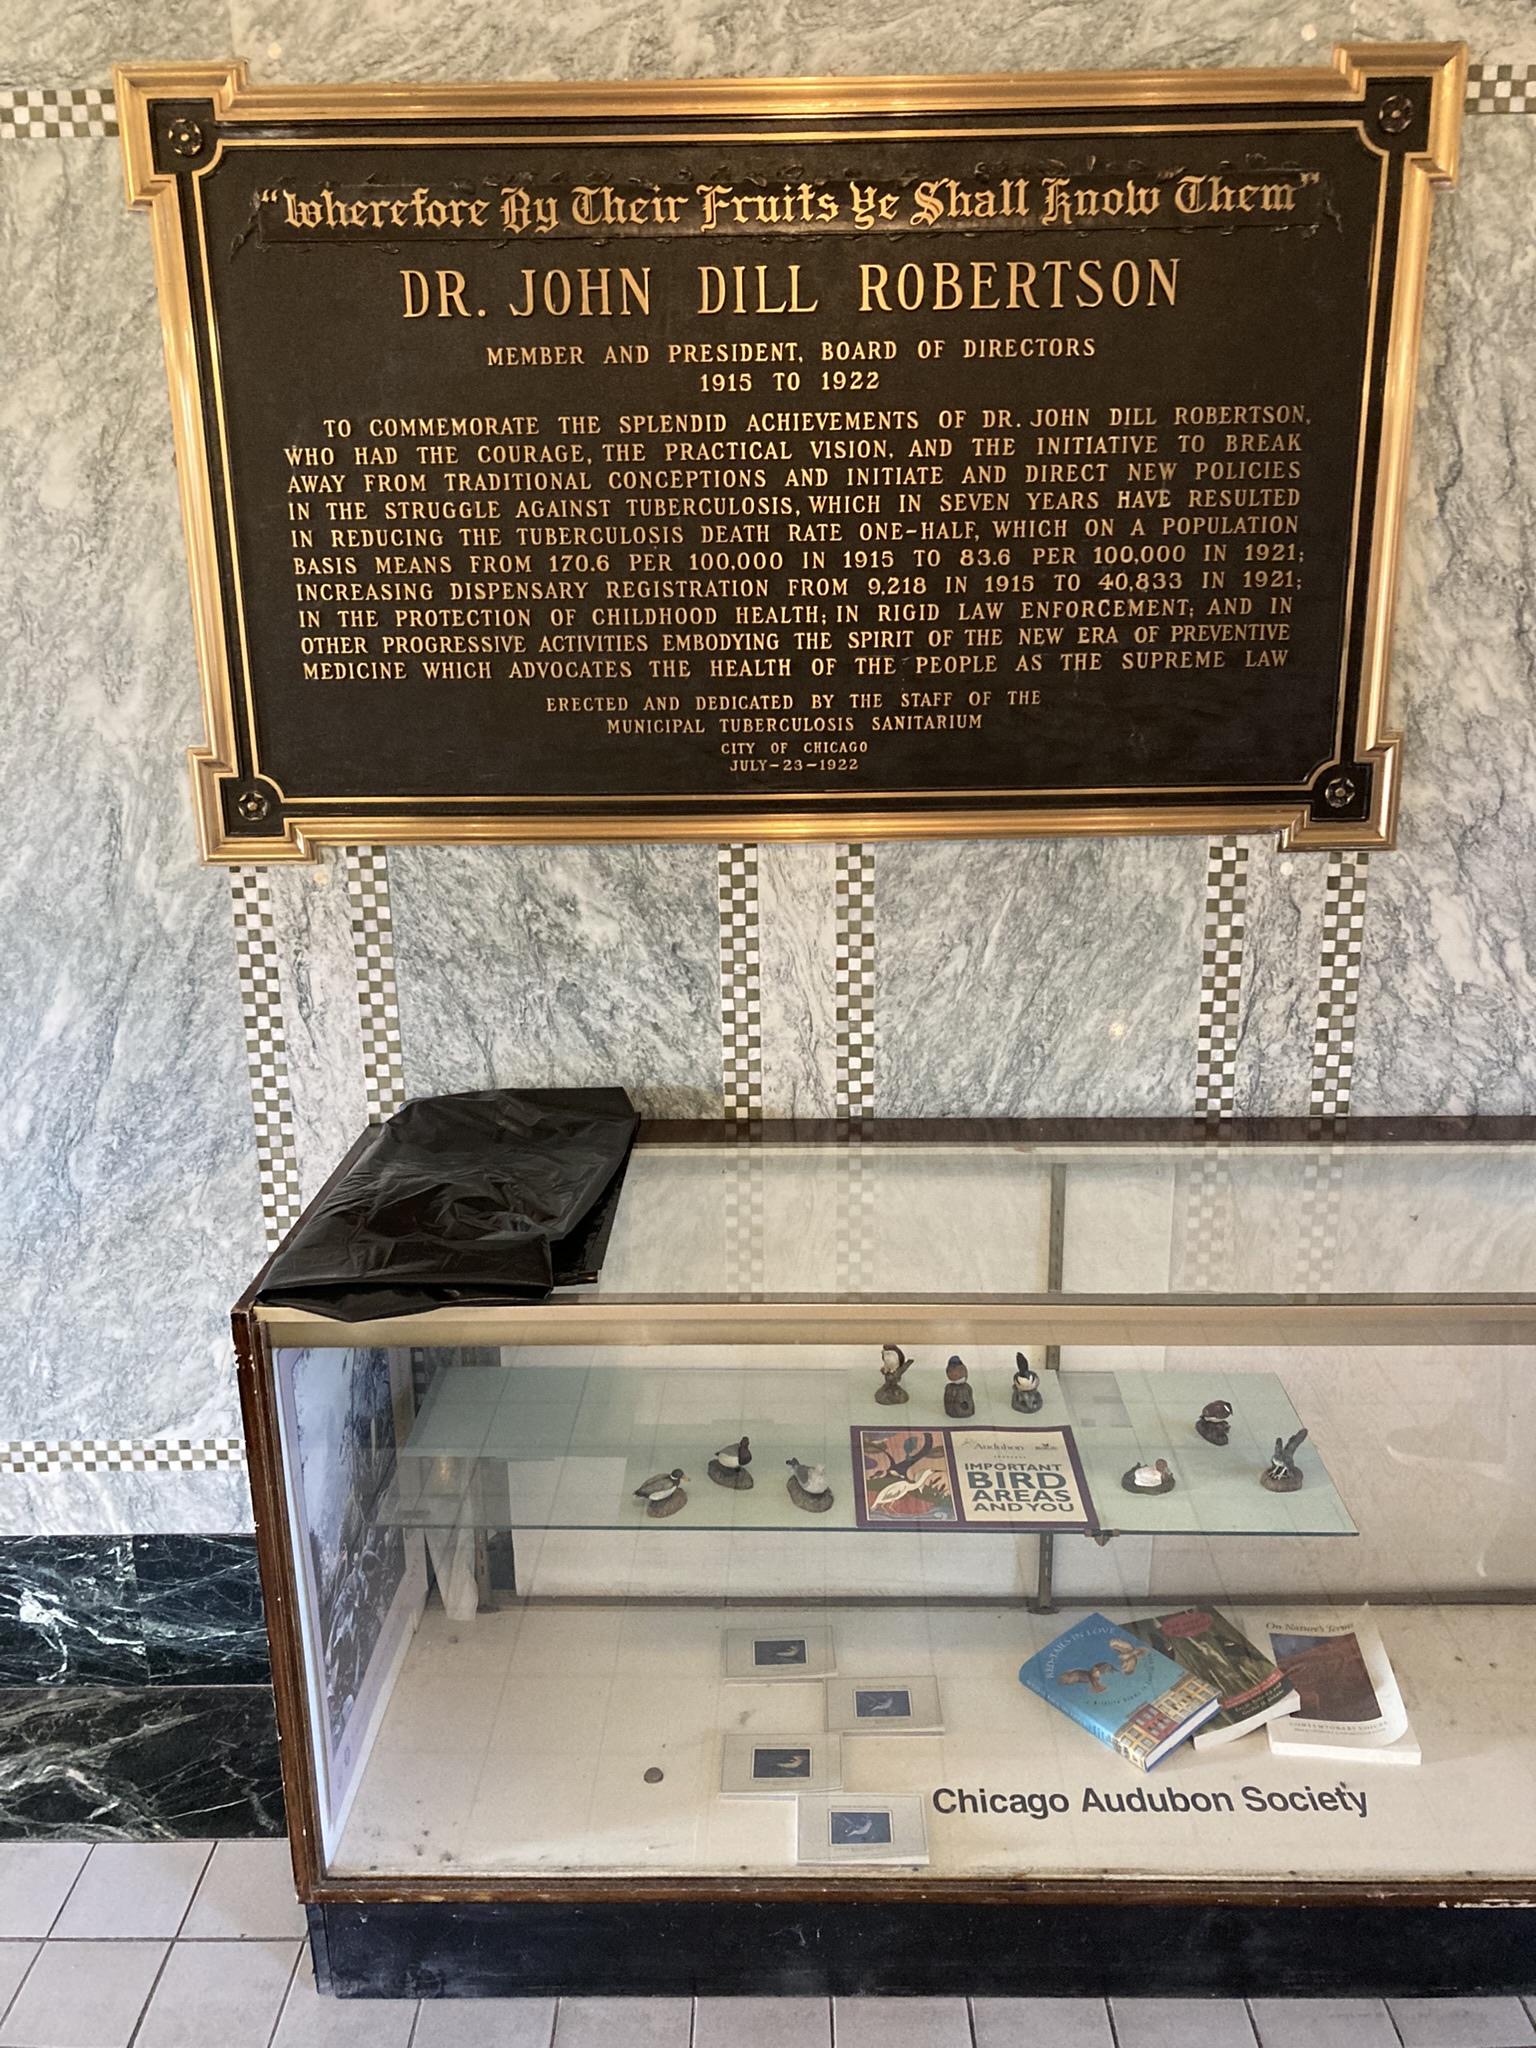 "Wherefore By Their Fruits Ye Shall Know Them"
DR. JOHN DILL ROBERTSON
MEMBER AND PRESIDENT, BOARD OF DIRECTORS
1915 TO 1922
TO COMMEMORATE THE SPLENDID ACHIEVEMENTS OF DR. JOHN DILL ROBERTSON,
WHO HAD THE COURAGE, THE PRACTICAL VISION, AND THE INITIATIVE TO BREAK
AWAY FROM TRADITIONAL CONCEPTIONS AND INITIATE AND DIRECT NEW POLICIES
IN THE STRUGGLE AGAINST TUBERCULOSIS, WHICH IN SEVEN YEARS HAVE RESULTED
IN REDUCING THE TUBERCULOSIS DEATH RATE ONE-HALF, WHICH ON A POPULATION
BASIS MEANS FROM 170.6 PER 100,000 IN 1915 TO 83.6 PER 100,000 IN 1921;
INCREASING DISPENSARY REGISTRATION FROM 9,218 IN 1915 TO 40,833 IN 1921;
IN THE PROTECTION OF CHILDHOOD HEALTH; IN RIGID LAW ENFORCEMENT; AND IN
OTHER PROGRESSIVE ACTIVITIES EMBODYING THE SPIRIT OF THE NEW ERA OF PREVENTIVE
MEDICINE WHICH ADVOCATES THE HEALTH OF THE PEOPLE AS THE SUPREME LAW
ERECTED AND DEDICATED BY THE STAFF OF THE
MUNICIPAL TUBERCULOSIS SANITARIUM
CITY OF CHICAGO
JULY-23-1922
Audubon
IMPORTANT
BIRD
AREAS
AND YOU
RED-TAILS IN LOVE
On Nature's Terms
CONTEMPORARY VOICES
Chicago Audubon Society